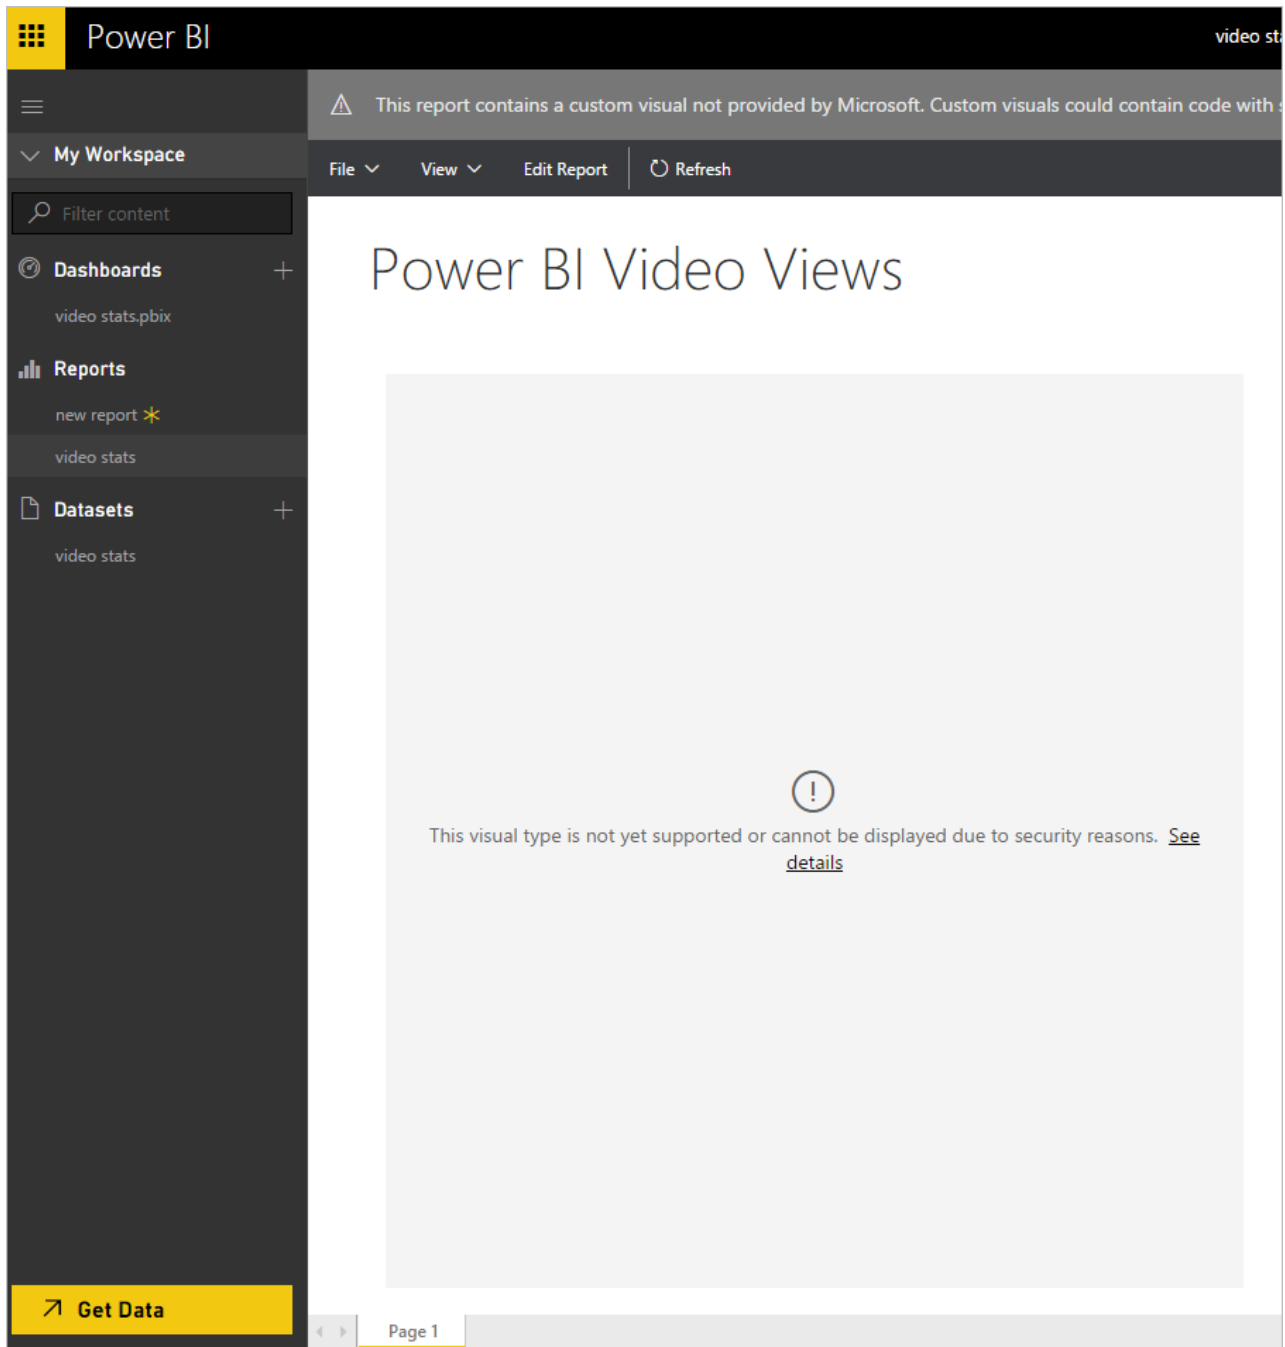 Power BI
video
This report contains a custom visual not provided by Microsoft. Custom visuals could contain code with
My Workspace
File View Edit Report Refresh
Filter content
Dashboards
Power BI Video Views
video stats.pbix
Reports
new report
video stats
Datasets
video stats
This visual type is not yet supported or cannot be displayed due to security reasons. See
details
Get Data
Page 1